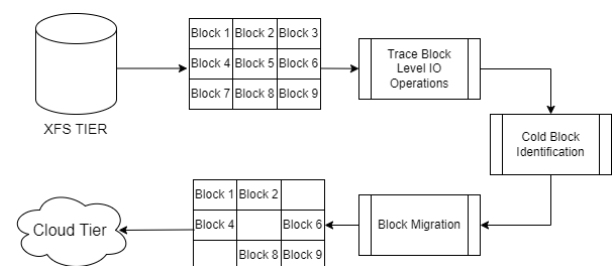 Block 1 Block 2 Block 3
Block 4 Block 5 Block 6
Block 7 Block 8 Block 9
XFS TIER
Trace Block
Level IO
Operations
Cold Block
Identification
Block Migration
Block 1 Block 2
Block 4 Block 6
Block 8 Block 9
Cloud Tier